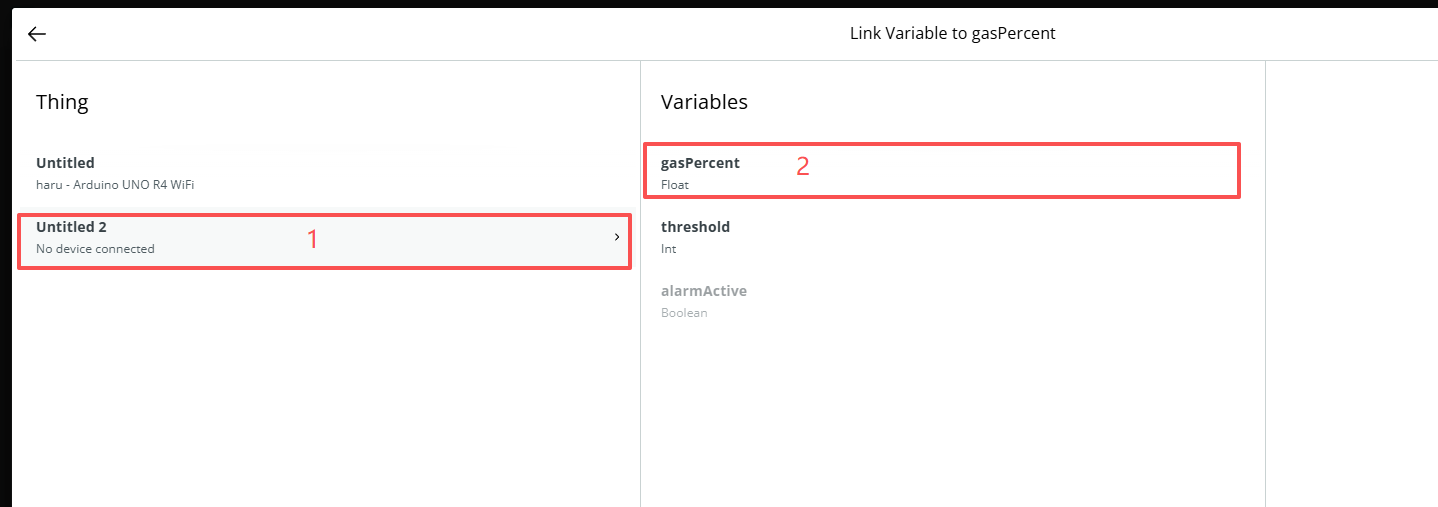 Link Variable to gasPercent
Thing
Untitled
haru - Arduino UNO R4 WiFi
Untitled 2
No device connected
1
Variables
gasPercent
Float
2
threshold
Int
alarmActive
Boolean